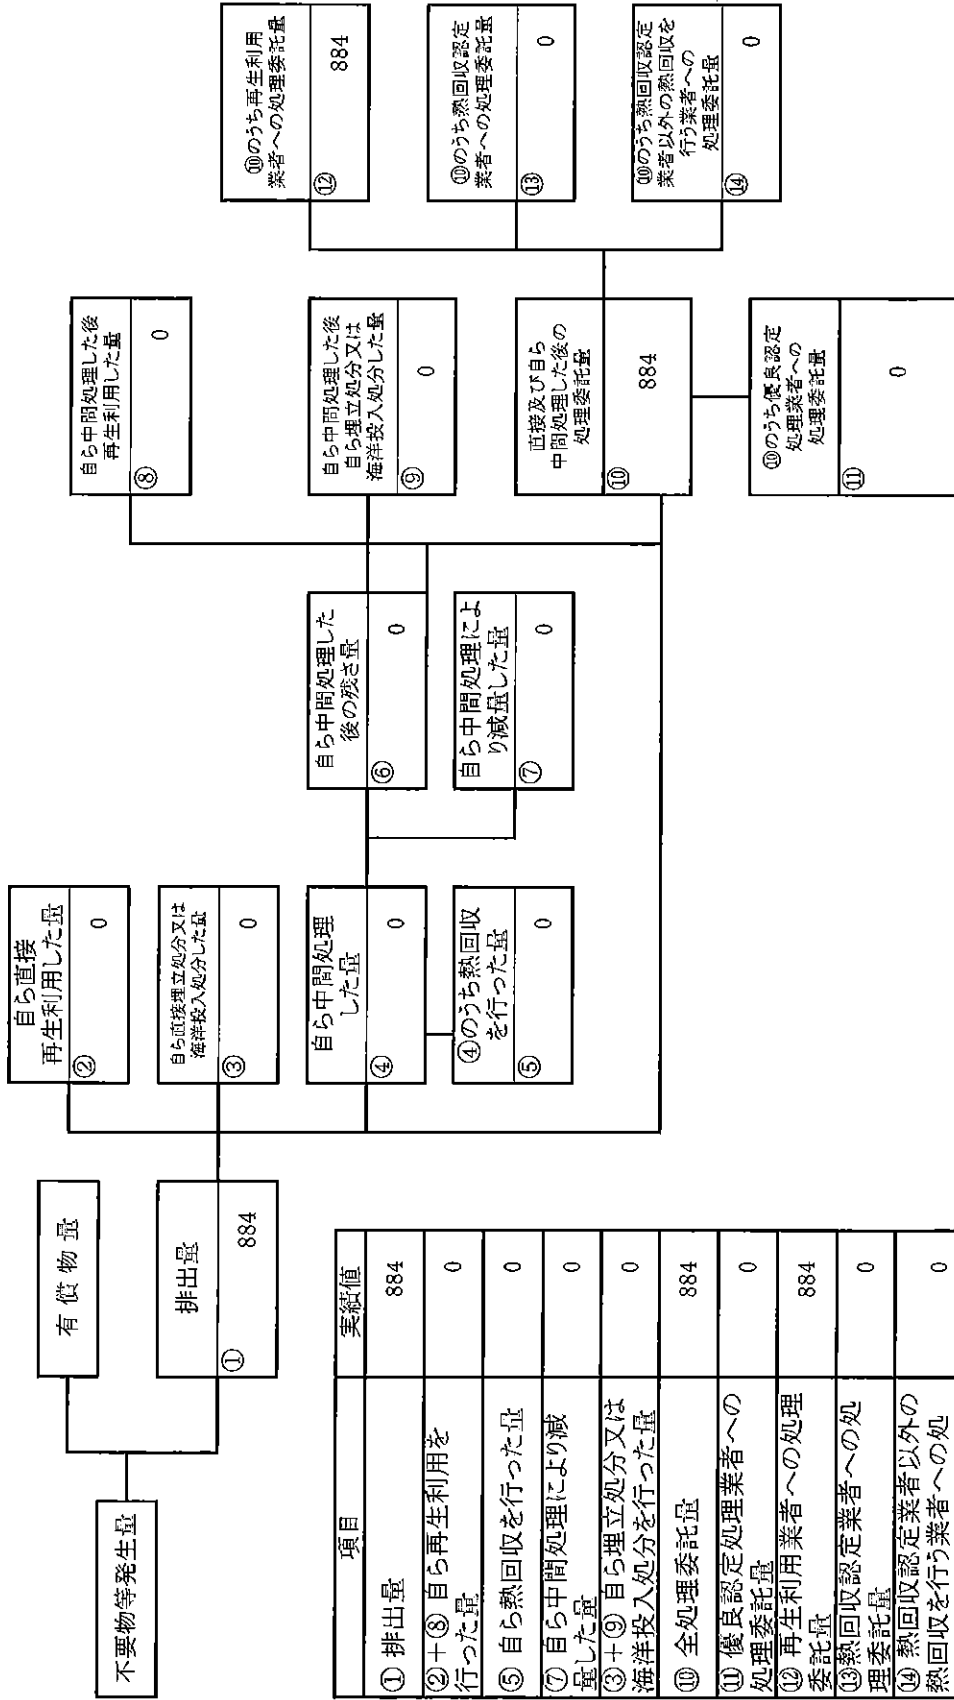 不要物等発生量
有償物量
排出量
①
884
自ら直接
再生利用した量
②
0
自ら直接埋立処分又は
海洋投入処分した量
③
0
自ら中間処理
した量
④
0
④のうち熱回収
を行った量
⑤
0
自ら中間処理した
後の残さ量
⑥
0
自ら中間処理によ
り減量した量
⑦
0
自ら中間処理した後
再生利用した量
⑧
0
自ら中間処理した後
自ら埋立処分又は
海洋投入処分した量
⑨
0
直接及び自ら
中間処理した後の
処理委託量
⑩
884
⑩のうち優良認定
処理業者への
処理委託量
⑪
0
⑩のうち再生利用
業者への処理委託量
⑫
884
⑩のうち熱回収認定
業者への処理委託量
⑬
0
⑩のうち熱回収認定
業者以外の熱回収を
行う業者への
処理委託量
⑭
0
項目
実績値
① 排出量
884
②+⑧ 自ら再生利用を
行った量
0
⑤ 自ら熱回収を行った量
0
⑦ 自ら中間処理により減
量した量
0
③+⑨ 自ら埋立処分又は
海洋投入処分を行った量
0
⑩ 全処理委託量
884
⑪ 優良認定処理業者への
処理委託量
0
⑫ 再生利用業者への処理
委託量
884
⑬熱回収認定業者への処
理委託量
0
⑭ 熱回収認定業者以外の
熱回収を行う業者への処
0